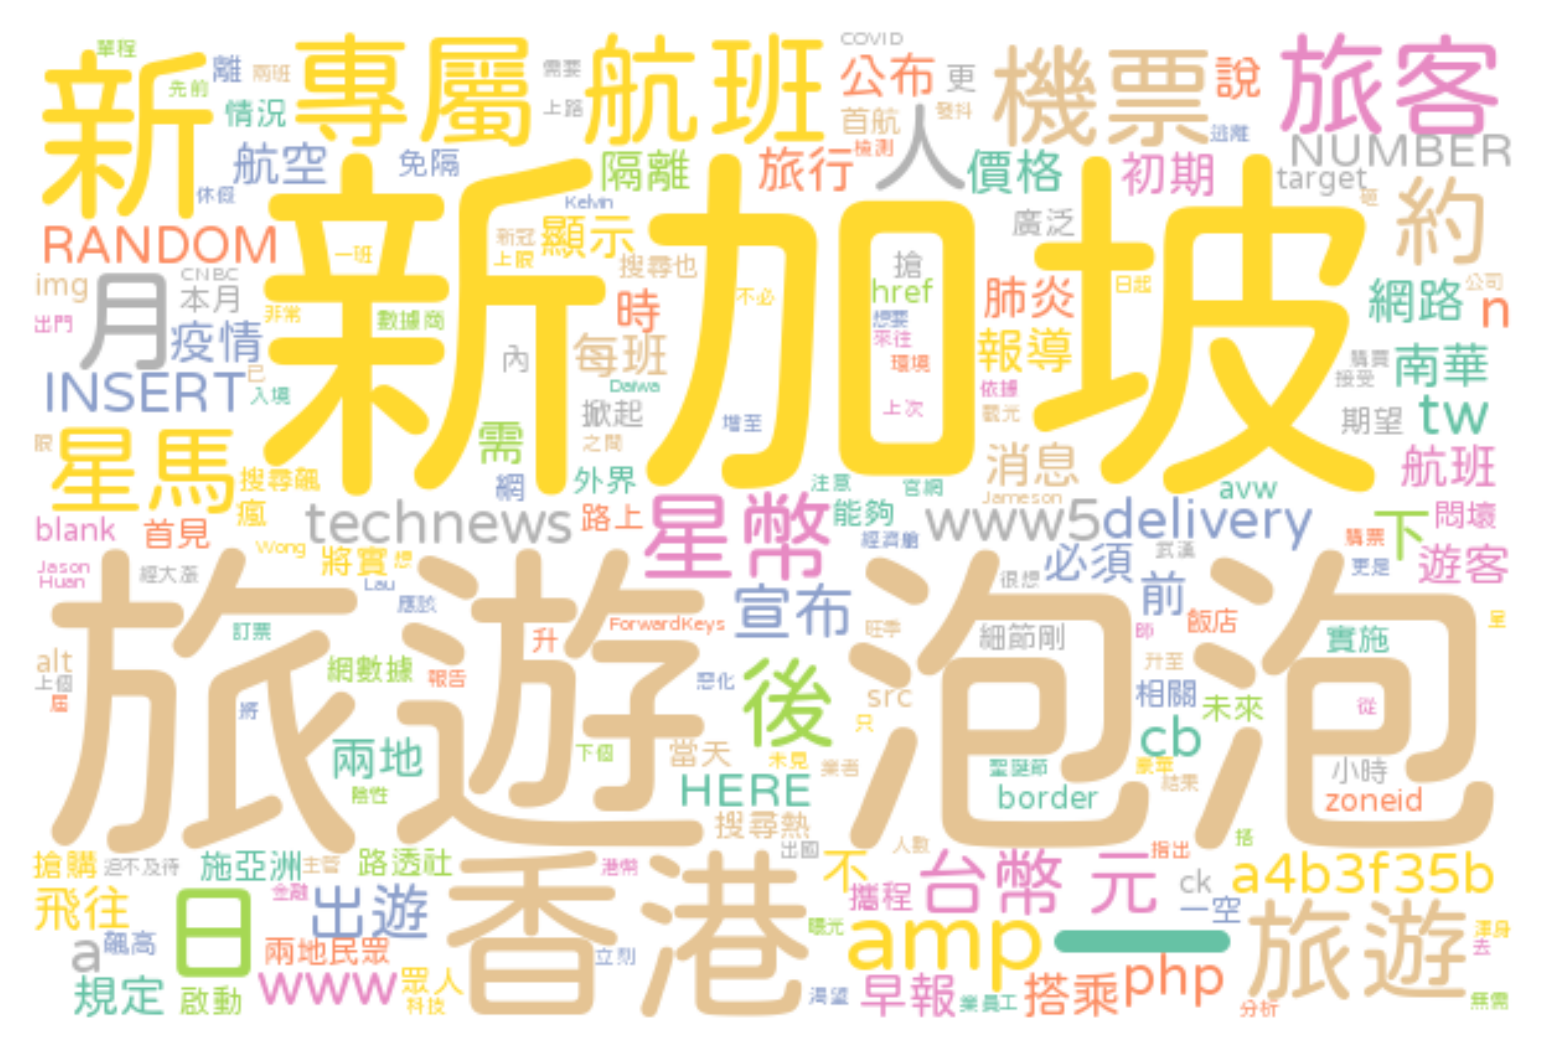 單程
離
兩班
先前
情況
新
專屬
航班
需要
上路
COVID
公布
更
首航
發抖
機票
說
旅客
逃離
NUMBER
航空
免隔
休假
隔離
旅行
檢測
人
價格
初期
target
約
Kelvin
RANDOM
一班
新冠
上限
顯示
搜尋也
廣泛
新加坡
img
CNBC
本月
月
出門
疫情
非常
數據商
時
不必
搶
href
想要
來往
環境
肺炎
日起
網路
公司
n
內
每班
報導
購買
接受
南華
INSERT
已
入境
Daiwa
掀起
增至
上次
依據
觀光
期望
tw
星馬
需
之間
消息
航班
搜尋飆
網
外界
注意
官網
Jameson
avw
blank
首見
瘋
technews
路上
星幣
能夠
www5
delivery
下
悶壞
Jason
Huan
經大漲
Wong
將實
想
Lau
應該
經濟艙
很想
必須
武漢
購票
更是
遊客
旅遊泡泡
訂票
升
ForwardKeys
宣布
旺季
細節剛
前
飯店
實施
alt
上個
網數據
報告
惡化
後
src
只
升至
相關
未來
從
將
兩地
下個
當天
未見
業者
聖誕節
cb
豪華
結果
小時
陰性
HERE
搜尋熱
border
zoneid
搶購
迫不及待
施亞洲
主管
路透社
港幣
出國
人數
不
台幣
元
指出
搭
ck
a4b3f35b
飛往
日
金融
出遊
香港
攜程
曝光
amp
一
一空
旅遊
渾身
去
a
飆高
兩地民眾
立刻
規定
啟動
www
眾人
科技
渴望
早報
業員工
搭乘
php
分析
無需